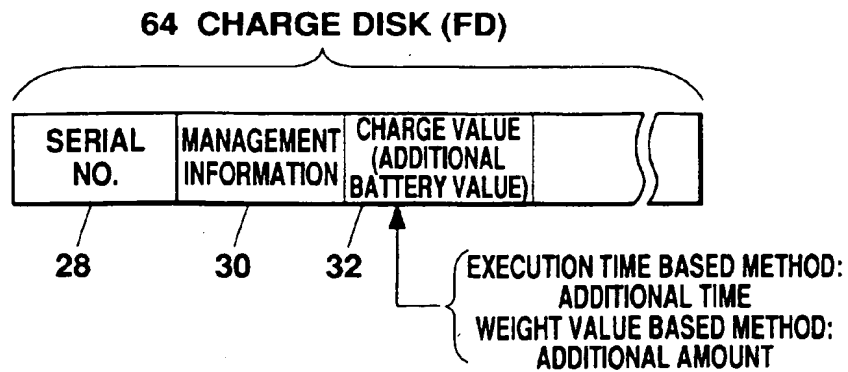 64 CHARGE DISK (FD)
SERIAL NO.
MANAGEMENT INFORMATION
CHARGE VALUE (ADDITIONAL BATTERY VALUE)
28
30
32
EXECUTION TIME BASED METHOD:
ADDITIONAL TIME
WEIGHT VALUE BASED METHOD:
ADDITIONAL AMOUNT